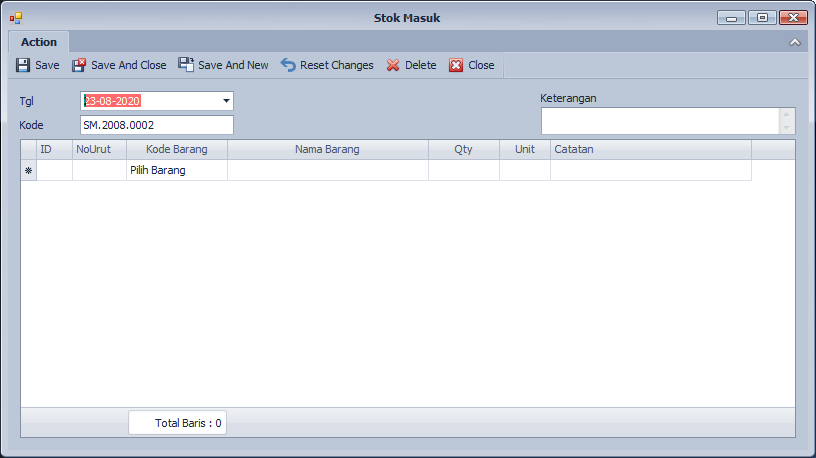 Stok Masuk
Action
Save Save And Close Save And New Reset Changes Delete Close
Tgl 23-08-2020 Keterangan
Kode SM.2008.0002
ID NoUrut Kode Barang Nama Barang Qty Unit Catatan
Pilih Barang
Total Baris : 0